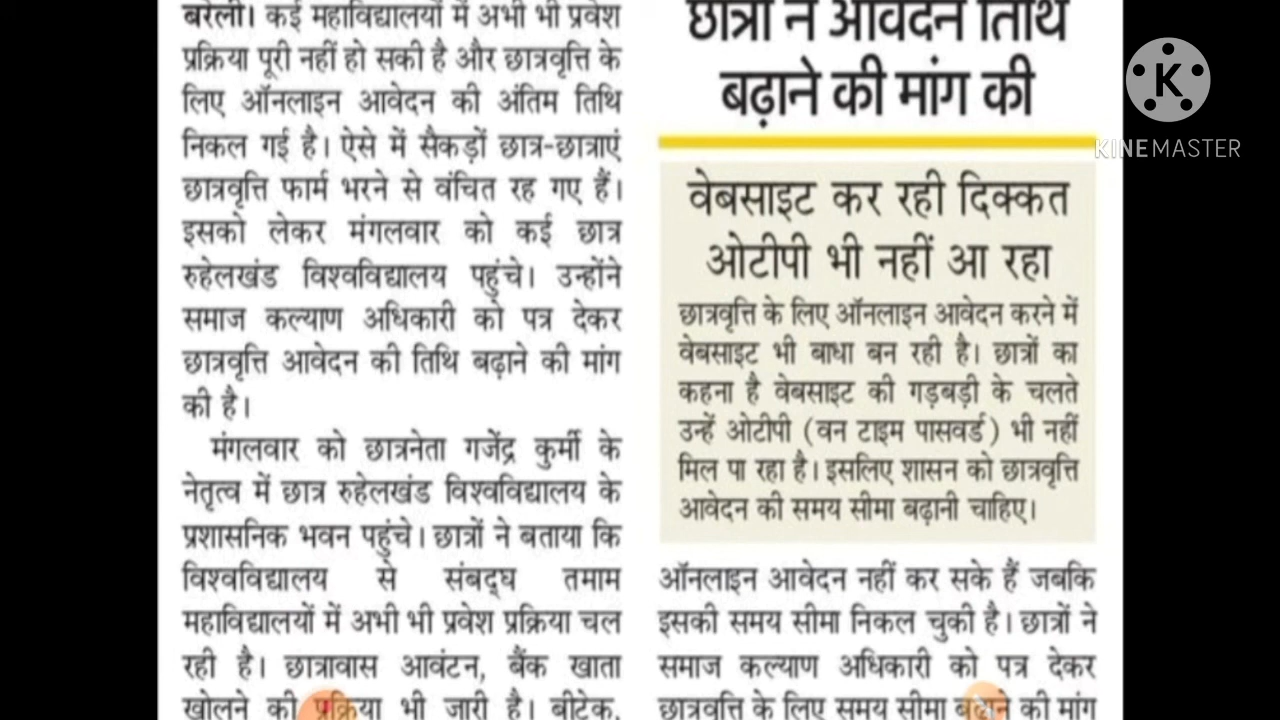 बरेली। कई महाविद्यालयों में अभी भी प्रवेश
प्रक्रिया पूरी नहीं हो सकी है और छात्रवृत्ति के
लिए ऑनलाइन आवेदन की अंतिम तिथि
निकल गई है। ऐसे में सैकड़ों छात्र-छात्राएं
छात्रवृत्ति फार्म भरने से वंचित रह गए हैं।
इसको लेकर मंगलवार को कई छात्र
रुहेलखंड विश्वविद्यालय पहुंचे। उन्होंने
समाज कल्याण अधिकारी को पत्र देकर
छात्रवृत्ति आवेदन की तिथि बढ़ाने की मांग
की है।
मंगलवार को छात्रनेता गजेंद्र कुर्मी के
नेतृत्व में छात्र रुहेलखंड विश्वविद्यालय के
प्रशासनिक भवन पहुंचे। छात्रों ने बताया कि
विश्वविद्यालय से संबद्घ तमाम
महाविद्यालयों में अभी भी प्रवेश प्रक्रिया चल
रही है। छात्रावास आवंटन, बैंक खाता
खोलने की प्रक्रिया भी जारी है। बीटेक,
छात्रों ने आवेदन तिथि
बढ़ाने की मांग की
वेबसाइट कर रही दिक्कत
ओटीपी भी नहीं आ रहा
छात्रवृत्ति के लिए ऑनलाइन आवेदन करने में
वेबसाइट भी बाधा बन रही है। छात्रों का
कहना है वेबसाइट की गड़बड़ी के चलते
उन्हें ओटीपी (वन टाइम पासवर्ड) भी नहीं
मिल पा रहा है। इसलिए शासन को छात्रवृत्ति
आवेदन की समय सीमा बढ़ानी चाहिए।
ऑनलाइन आवेदन नहीं कर सके हैं जबकि
इसकी समय सीमा निकल चुकी है। छात्रों ने
समाज कल्याण अधिकारी को पत्र देकर
छात्रवृत्ति के लिए समय सीमा बढ़ाने की मांग
K
KINEMASTER